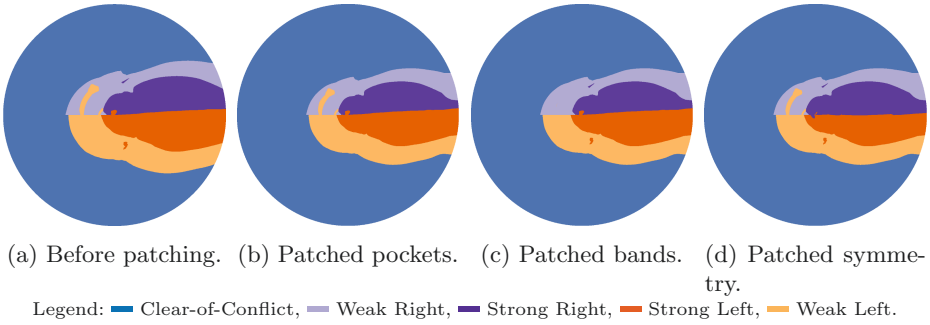 (a) Before patching. (b) Patched pockets. (c) Patched bands. (d) Patched symme-
try.
Legend: Clear-of-Conflict, Weak Right, Strong Right, Strong Left, Weak Left.